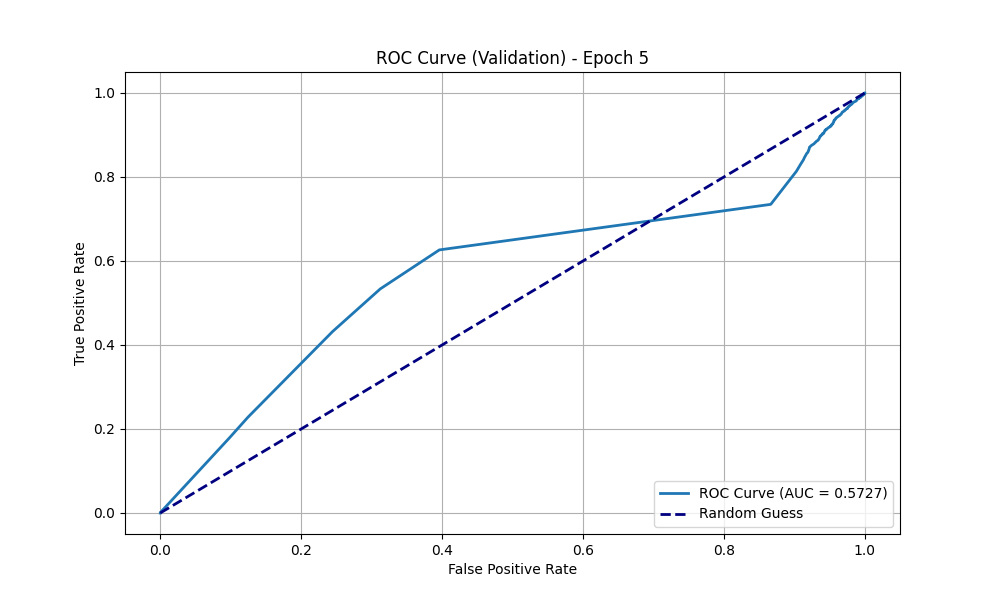 ROC Curve (Validation) - Epoch 5
True Positive Rate
1.0
0.8
0.6
0.4
0.2
0.0
ROC Curve (AUC = 0.5727)
Random Guess
0.0 0.2 0.4 0.6 0.8 1.0
False Positive Rate